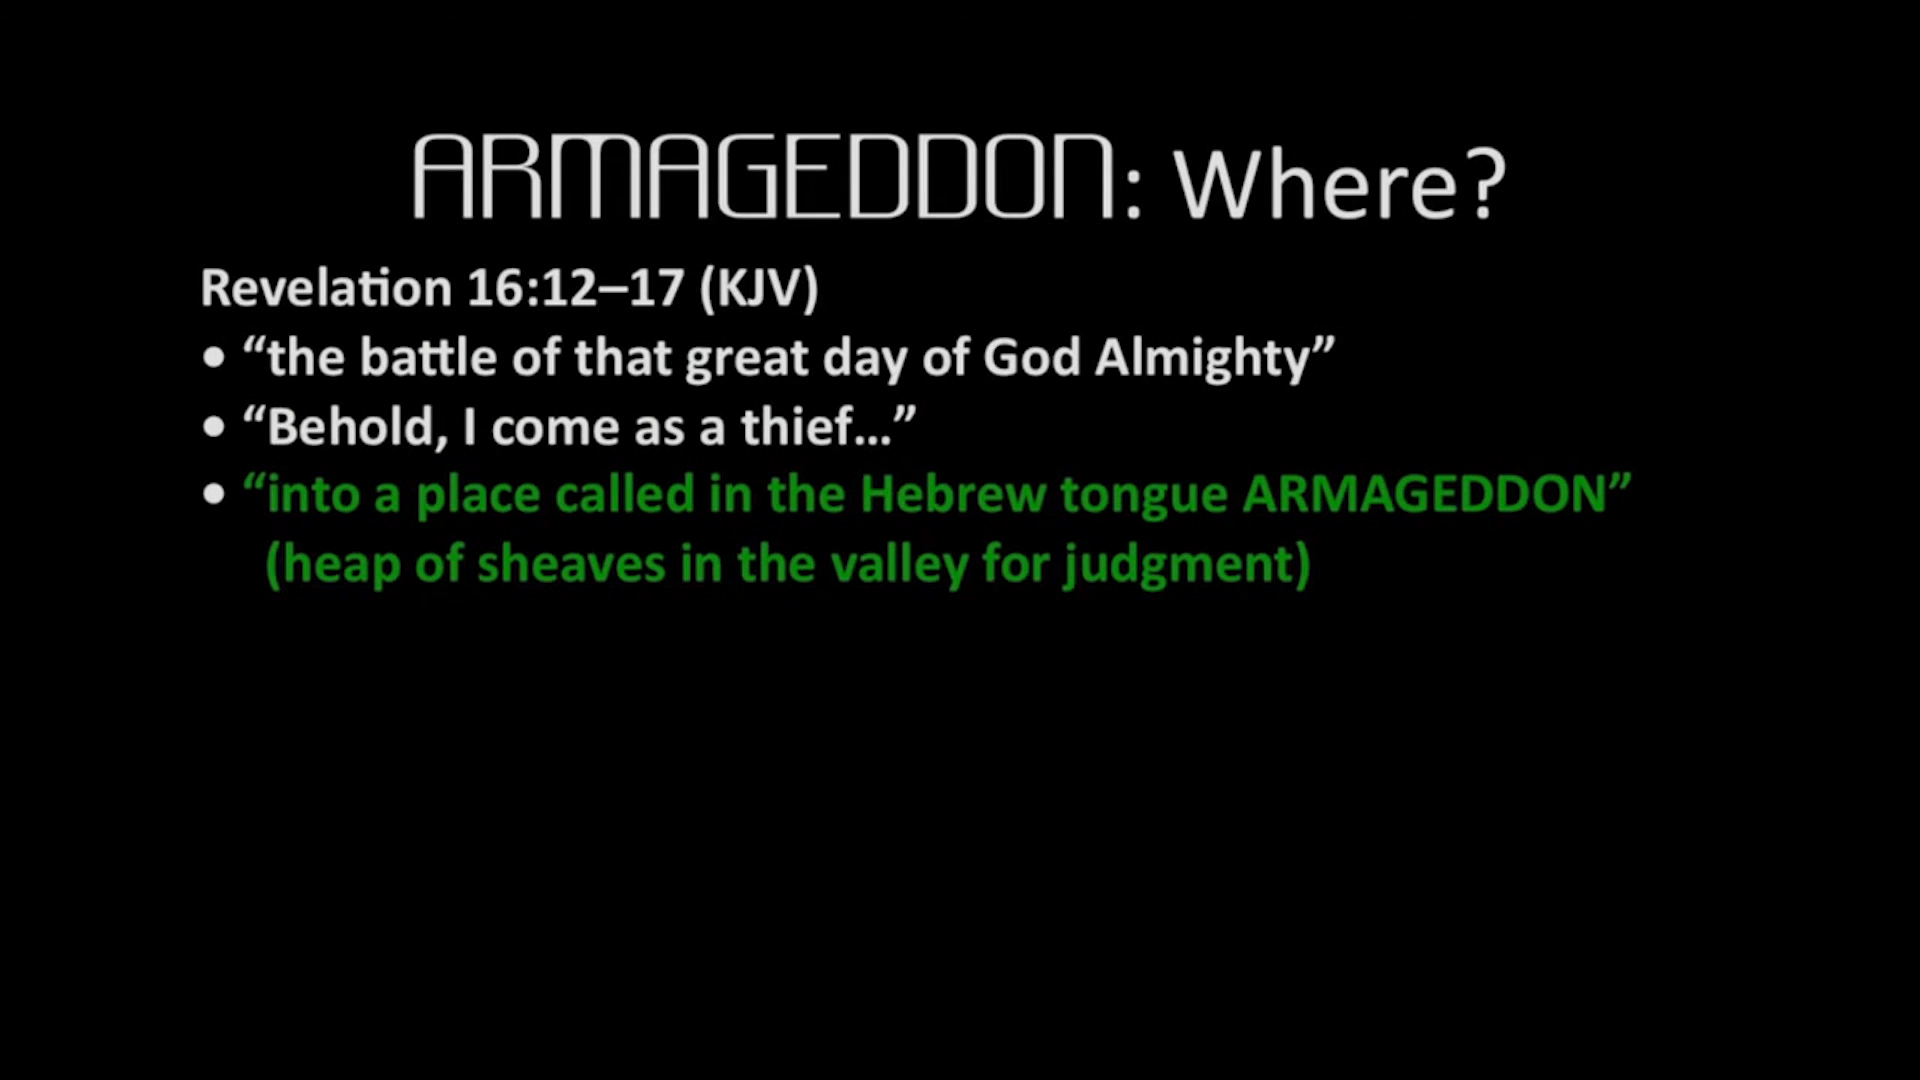 ARMAGEDDON: Where?
Revelation 16:12–17 (KJV)
• “the battle of that great day of God Almighty”
• “Behold, I come as a thief…”
• “into a place called in the Hebrew tongue ARMAGEDDON”
(heap of sheaves in the valley for judgment)